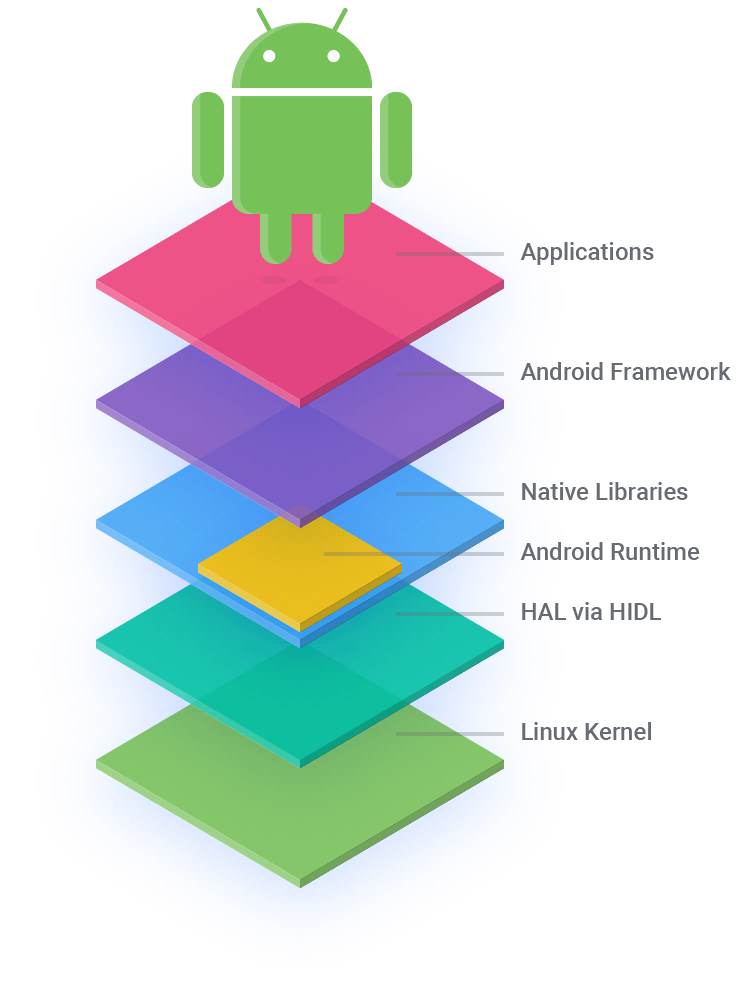 Applications
Android Framework
Native Libraries
Android Runtime
HAL via HIDL
Linux Kernel